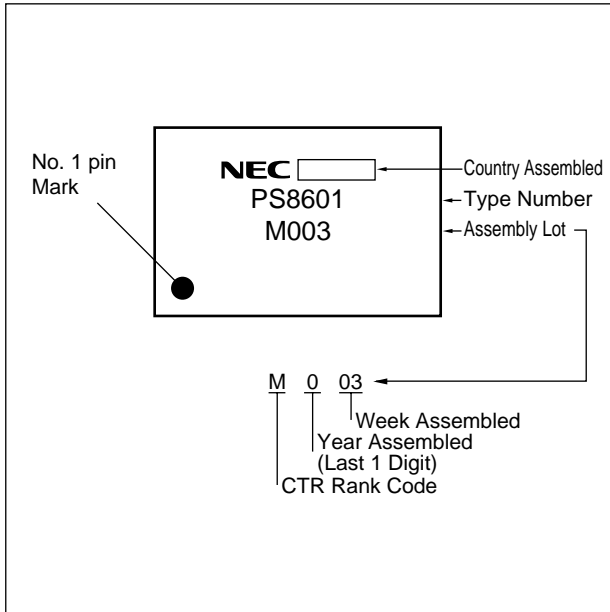 No. 1 pin
Mark
NEC
Country Assembled
PS8601
Type Number
M003
Assembly Lot
M 0 03
Week Assembled
Year Assembled
(Last 1 Digit)
CTR Rank Code